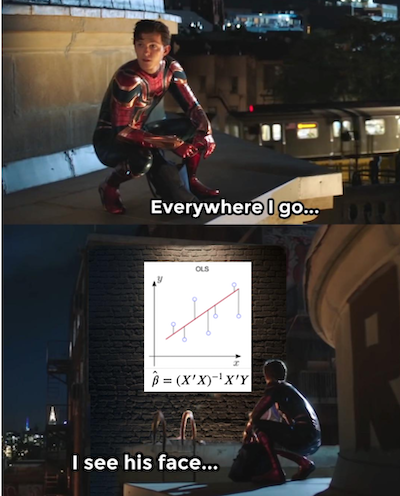 Everywhere I go...
OLS
y
x
β̂ = (X′X)⁻¹X′Y
I see his face...